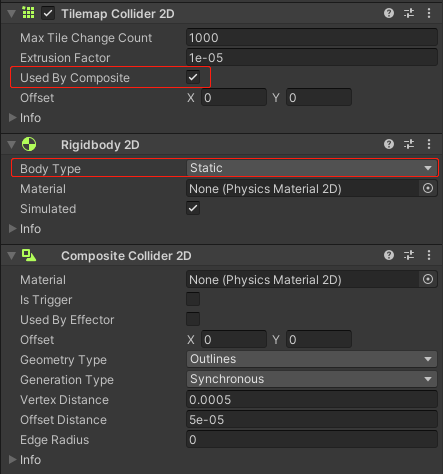 Tilemap Collider 2D
Max Tile Change Count 1000
Extrusion Factor 1e-05
Used By Composite
Offset X 0 Y 0
Info
Rigidbody 2D
Body Type Static
Material None (Physics Material 2D)
Simulated
Info
Composite Collider 2D
Material None (Physics Material 2D)
Is Trigger
Used By Effector
Offset X 0 Y 0
Geometry Type Outlines
Generation Type Synchronous
Vertex Distance 0.0005
Offset Distance 5e-05
Edge Radius 0
Info